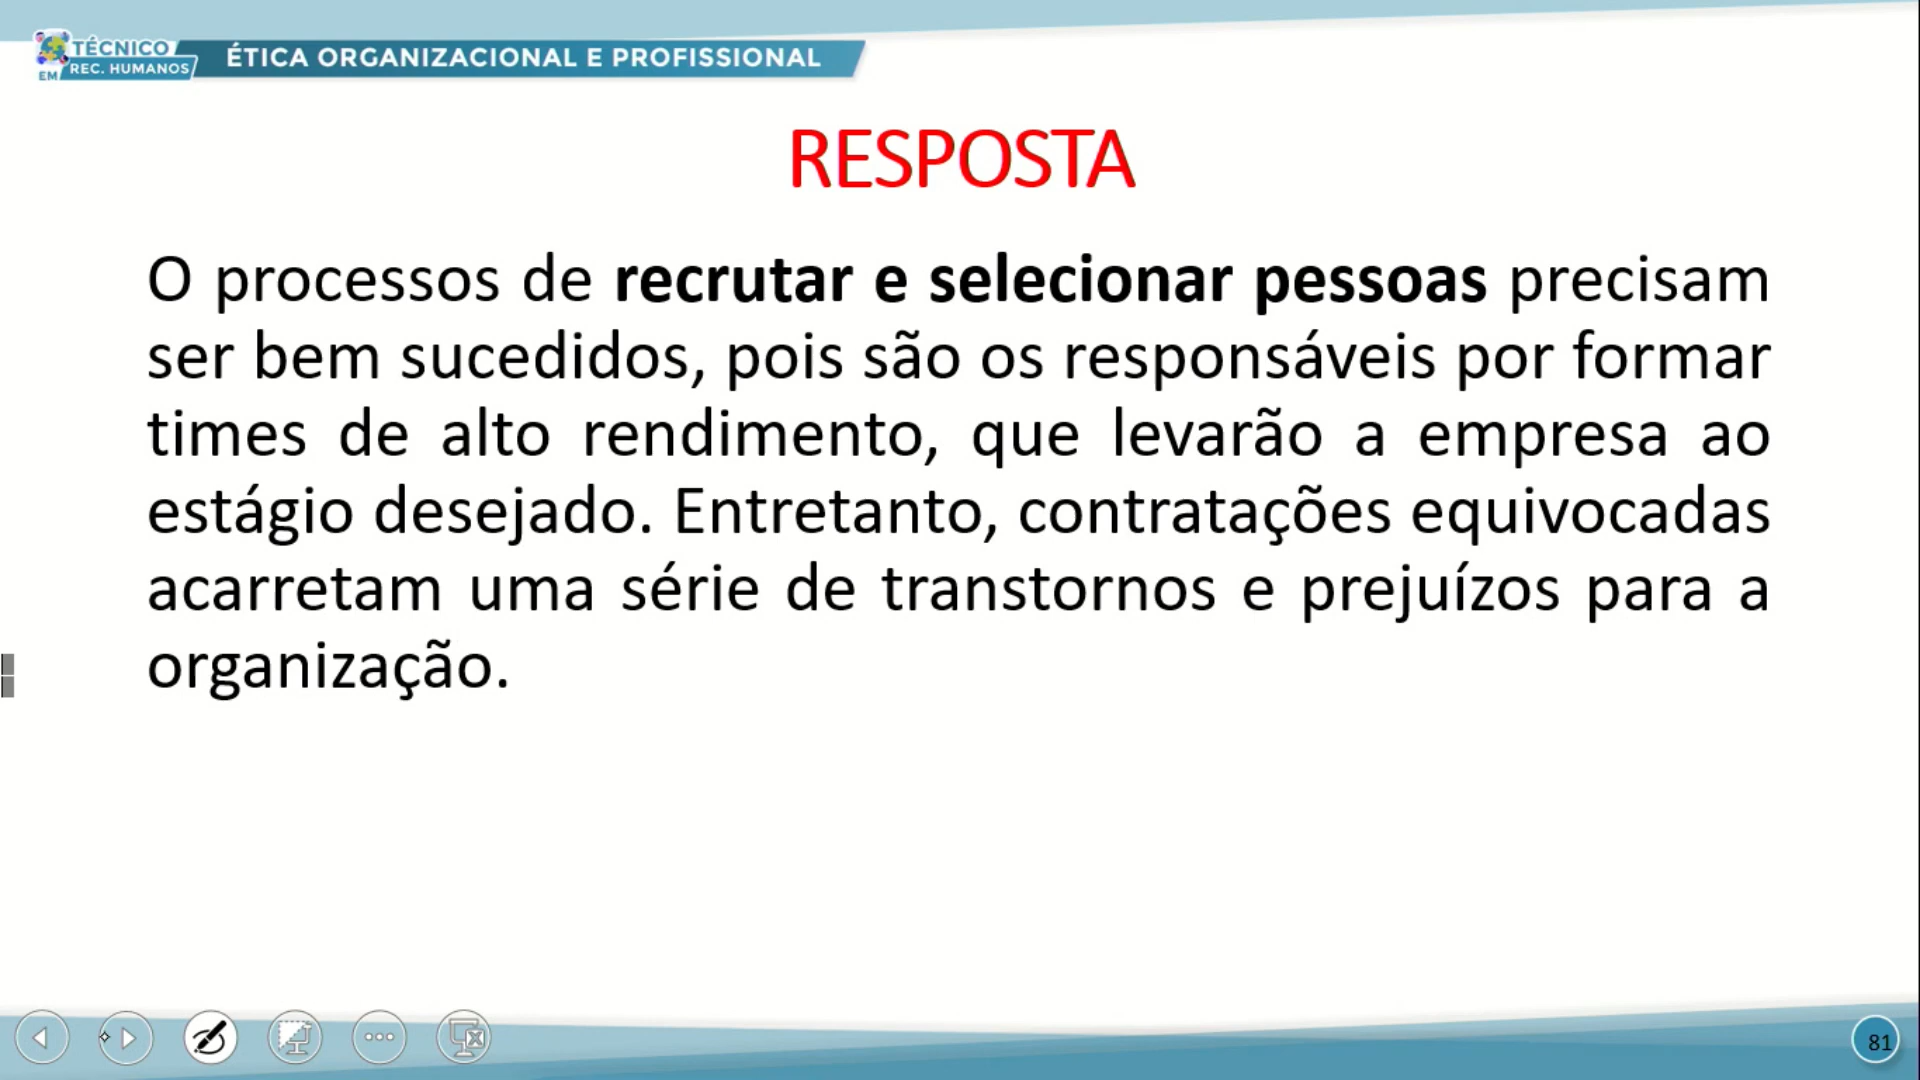 TÉCNICO
EM REC. HUMANOS
ÉTICA ORGANIZACIONAL E PROFISSIONAL
RESPOSTA
O processos de recrutar e selecionar pessoas precisam
ser bem sucedidos, pois são os responsáveis por formar
times de alto rendimento, que levarão a empresa ao
estágio desejado. Entretanto, contratações equivocadas
acarretam uma série de transtornos e prejuízos para a
organização.
81